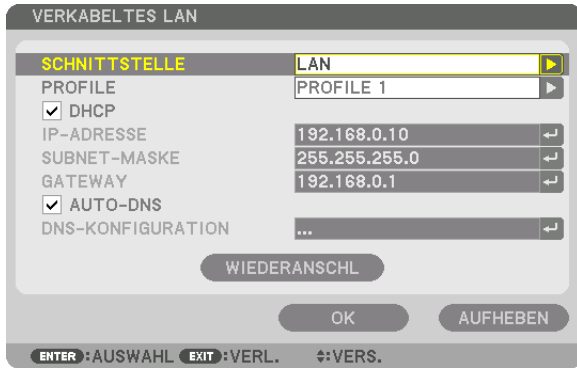 VERKABELTES LAN
SCHNITTSTELLE LAN
PROFILE PROFILE 1
DHCP
IP-ADRESSE 192.168.0.10
SUBNET-MASKE 255.255.255.0
GATEWAY 192.168.0.1
AUTO-DNS
DNS-KONFIGURATION ...
WIEDERANSCHL
OK AUFHEBEN
ENTER :AUSWAHL EXIT :VERL. :VERS.